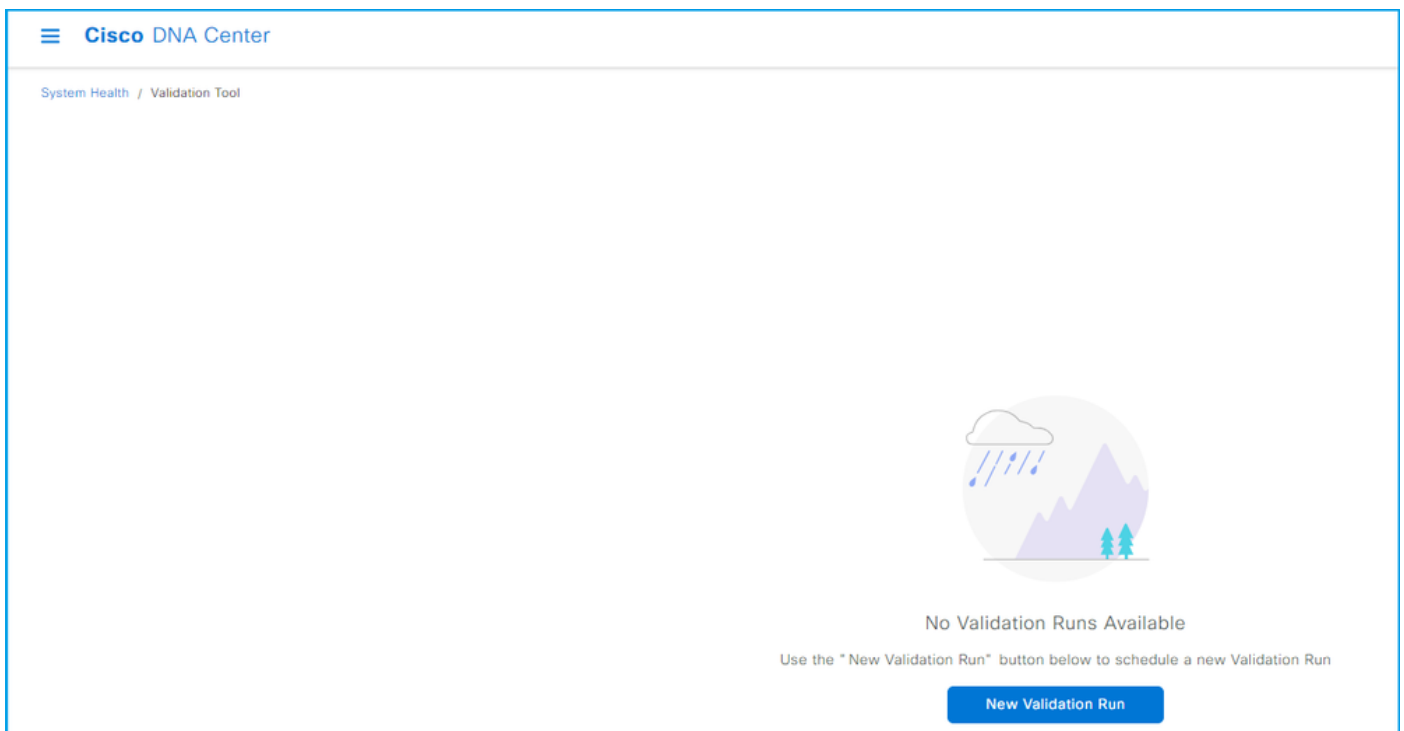 Cisco DNA Center
System Health / Validation Tool
No Validation Runs Available
Use the "New Validation Run" button below to schedule a new Validation Run
New Validation Run